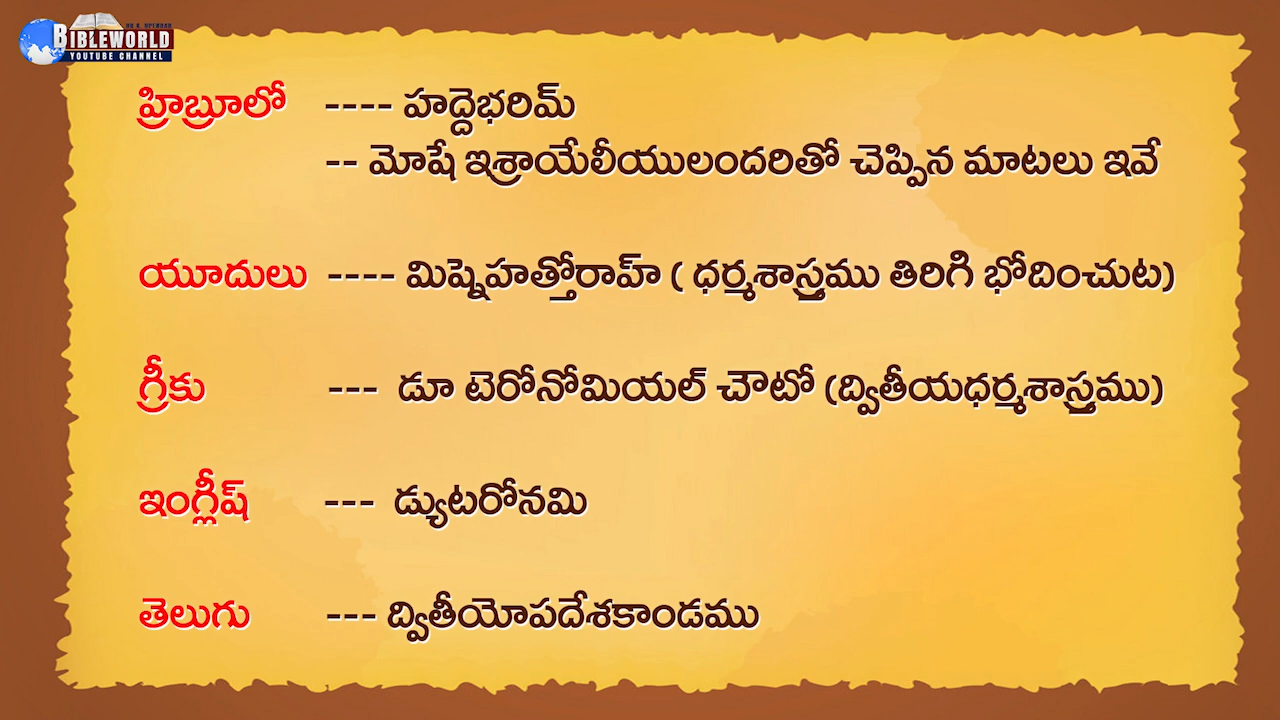 BIBLEWORLD
YOUTUBE CHANNEL
హిబ్రూలో ---- హద్దెభరిమ్
-- మోషే ఇశ్రాయేలీయులందరితో చెప్పిన మాటలు ఇవే
యూదులు ---- మిష్నెహత్తోరాహ్ ( ధర్మశాస్త్రము తిరిగి భోదించుట)
గ్రీకు --- డూ టెరోనోమియల్ చౌటో (ద్వితీయధర్మశాస్త్రము)
ఇంగ్లీష్ --- డ్యుటరోనమి
తెలుగు --- ద్వితీయోపదేశకాండము